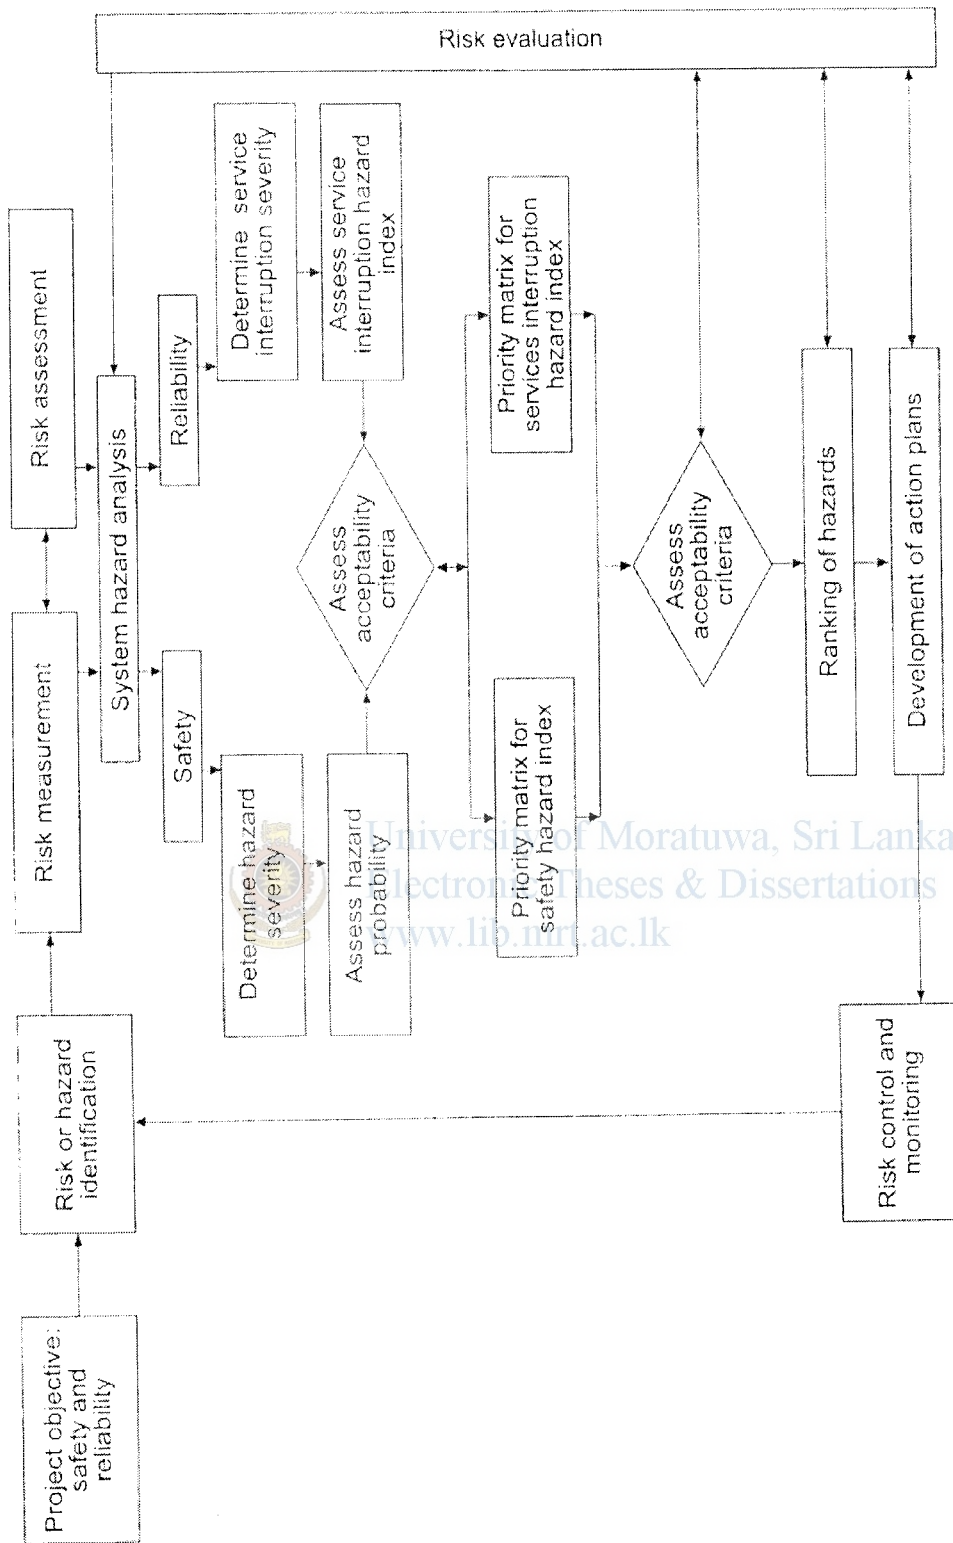 Project objective:
safety and
reliability
Risk or hazard
identification
Risk measurement
Risk assessment
System hazard analysis
Safety
Reliability
Determine hazard
severity
Determine service
interruption severity
Assess hazard
probability
Assess service
interruption hazard
index
Assess
acceptability
criteria
Priority matrix for
safety hazard index
Priority matrix for
services interruption
hazard index
Assess
acceptability
criteria
Ranking of hazards
Development of action plans
Risk control and
monitoring
Risk evaluation
University of Moratuwa, Sri Lanka
Electronic Theses & Dissertations
www.lib.mrt.ac.lk